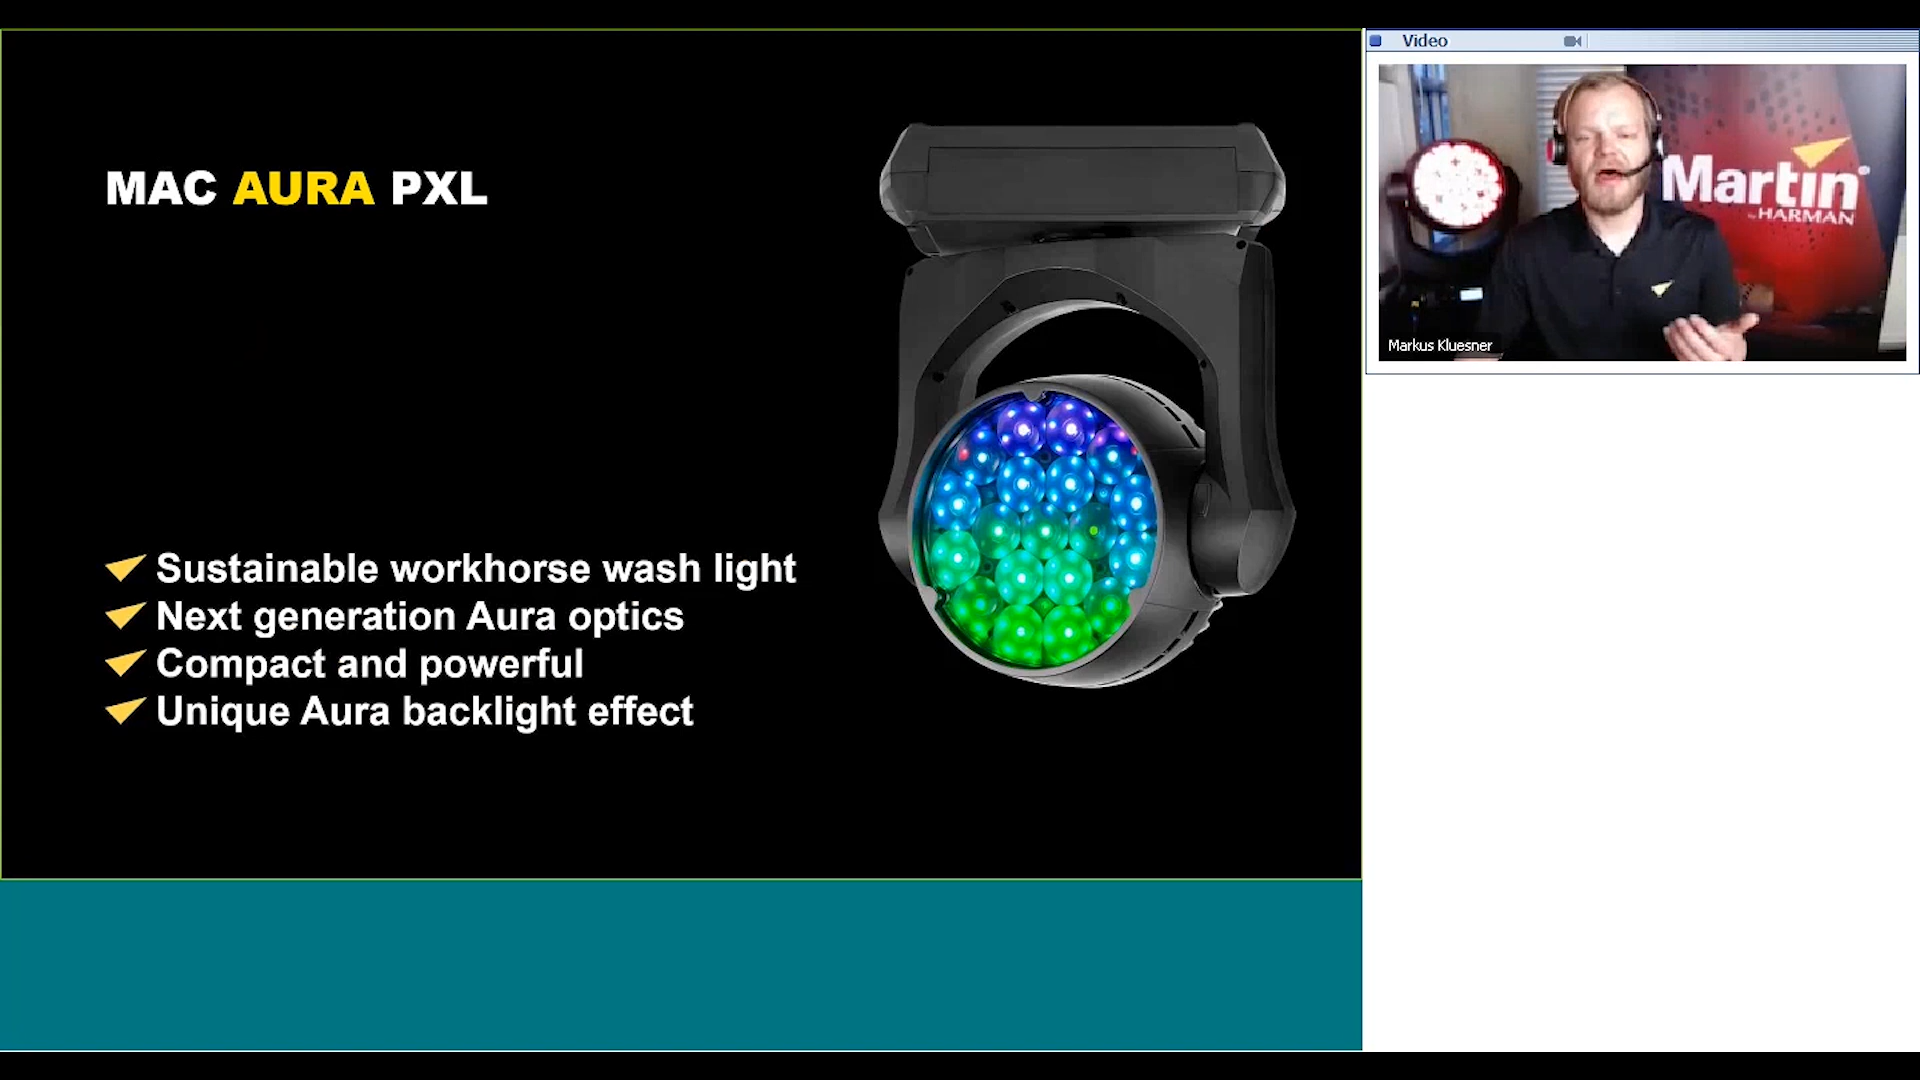 MAC AURA PXL
Sustainable workhorse wash light
Next generation Aura optics
Compact and powerful
Unique Aura backlight effect
Video
Martin®
by HARMAN
Markus Kluesner